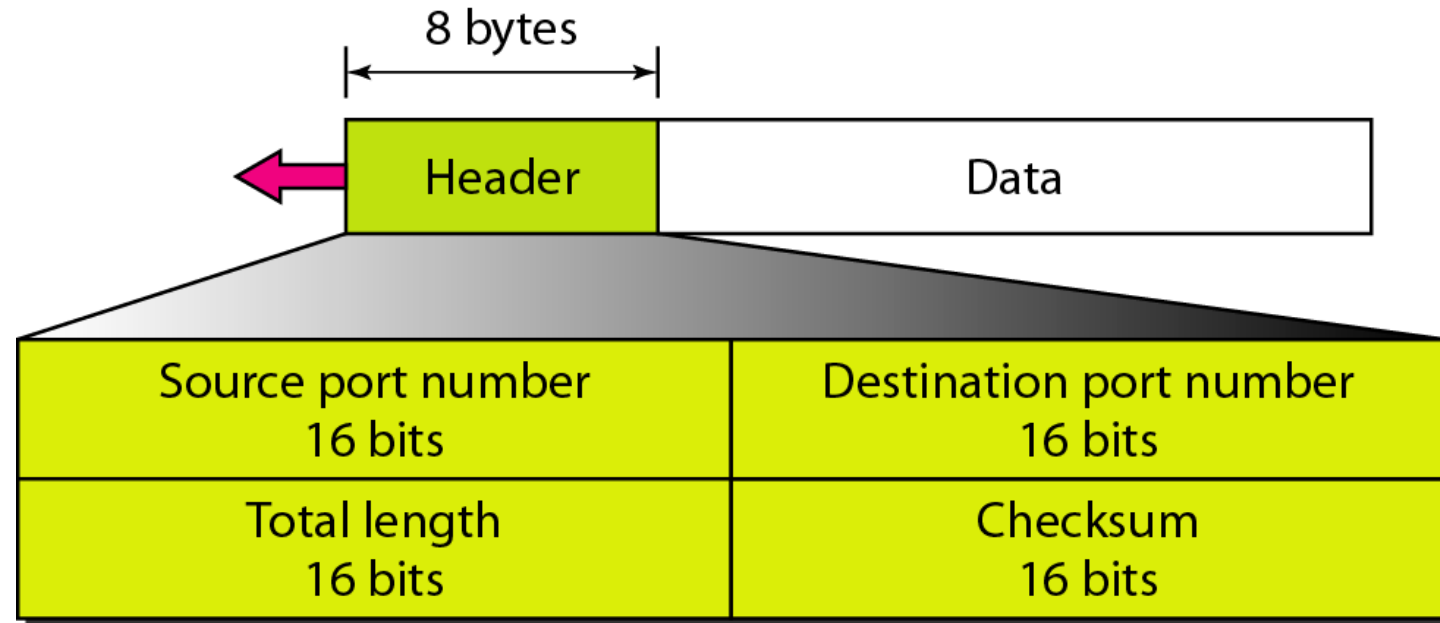 8 bytes
Header
Data
Source port number
16 bits
Destination port number
16 bits
Total length
16 bits
Checksum
16 bits